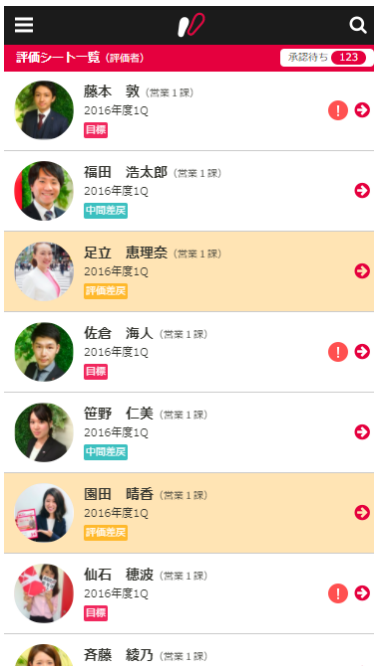 評価シート一覧（評価者）
承認待ち 123
藤本　敦（営業１課）
2016年度1Q
目標
!
福田　浩太郎（営業１課）
2016年度1Q
中間差戻
足立　恵理奈（営業１課）
2016年度1Q
評価差戻
佐倉　海人（営業１課）
2016年度1Q
目標
!
笹野　仁美（営業１課）
2016年度1Q
中間差戻
園田　晴香（営業１課）
2016年度1Q
評価差戻
仙石　穂波（営業１課）
2016年度1Q
目標
!
斉藤　綾乃（営業１課）